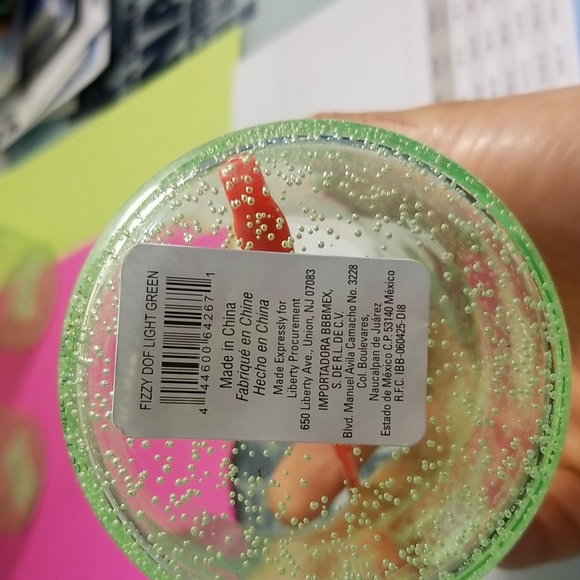 FIZZY DOF LIGHT GREEN
4 44600 64267 1
Made in China
Fabriqué en Chine
Hecho en China
Made Expressly for
Liberty Procurement
650 Liberty Ave., Union, NJ 07083
IMPORTADORA BBBMEX,
S. DE R.L. DE C.V.
Blvd. Manuel Avila Camacho No. 3228
Col. Boulevares,
Naucalpan de Juárez
Estado de México C.P. 53140 México
R.F.C. IBB-060425-DI8